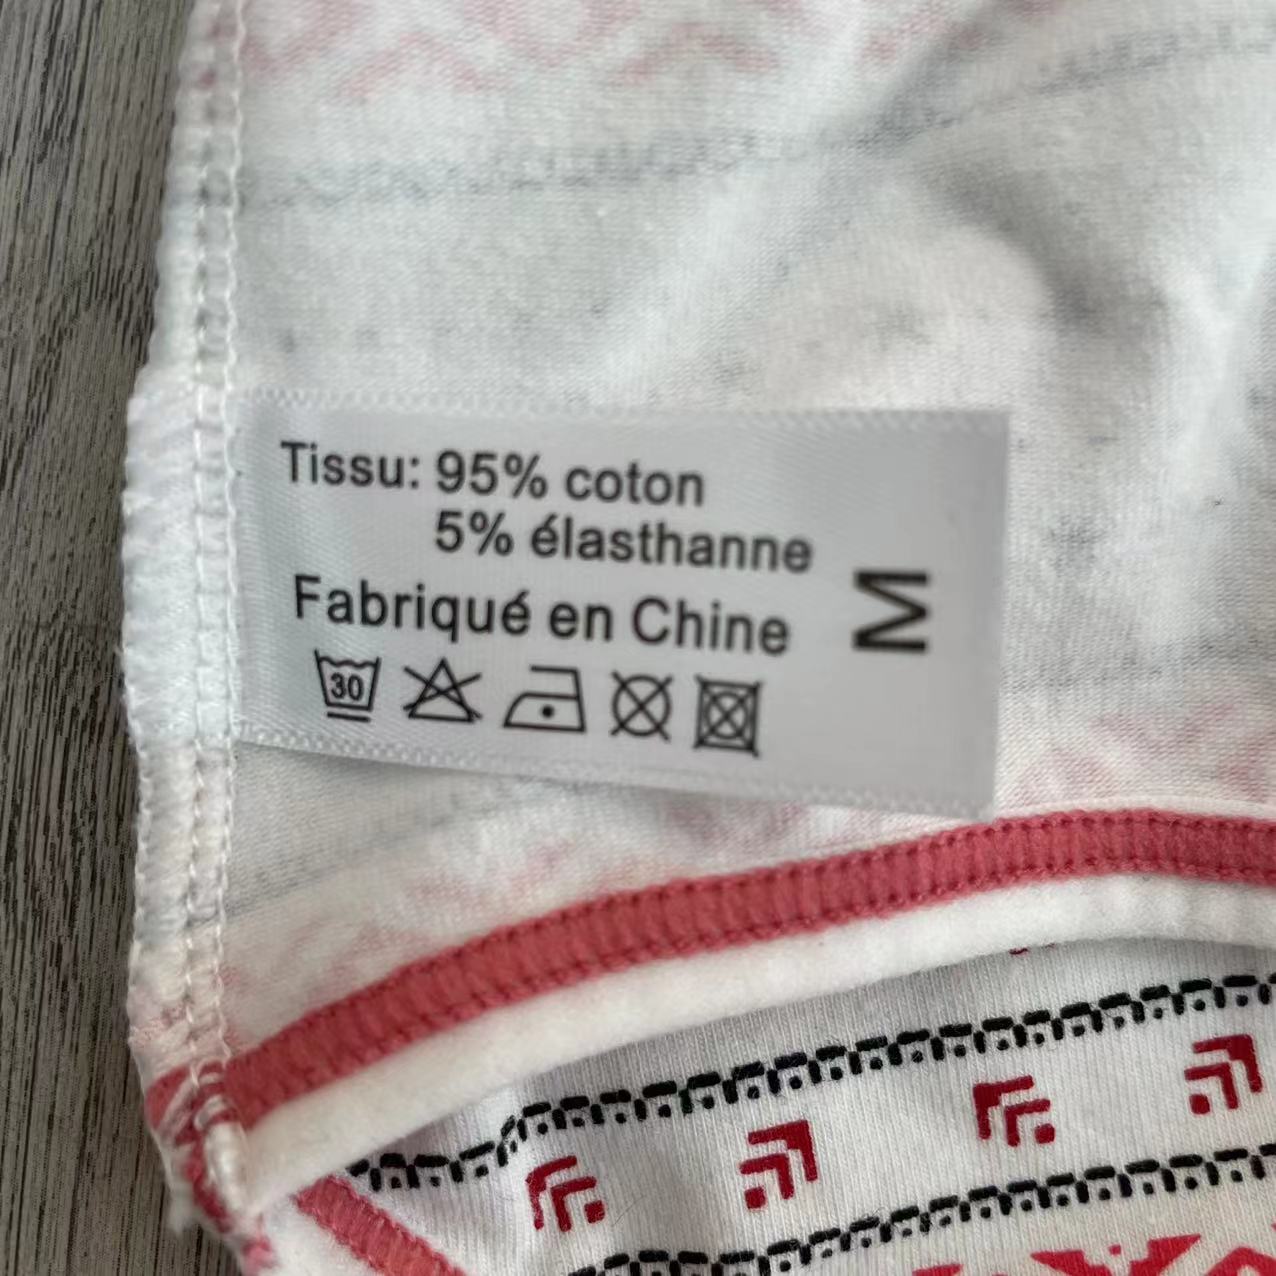 Tissu: 95% coton
5% élasthanne
Fabriqué en Chine
M
30